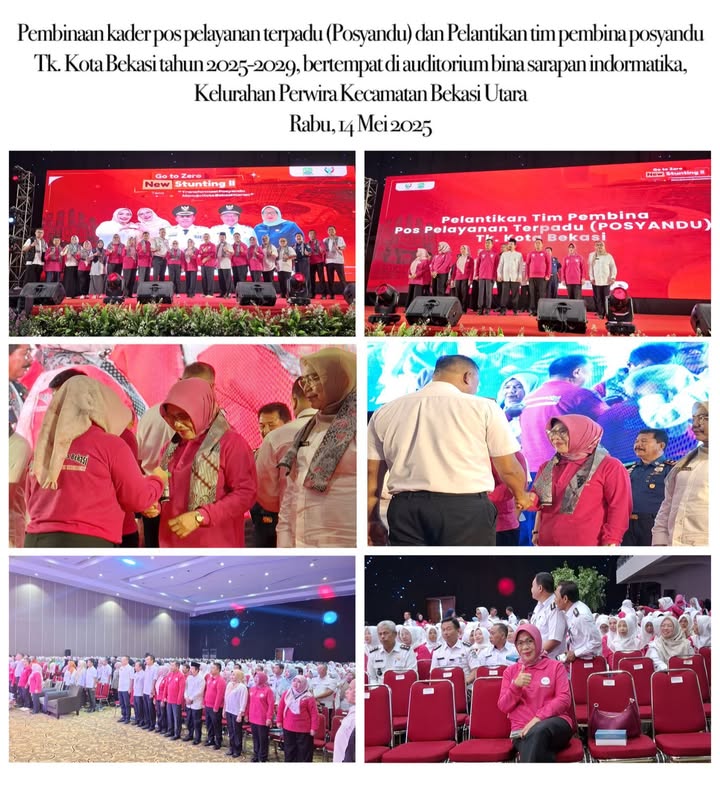 Pembinaan kader pos pelayanan terpadu (Posyandu) dan Pelantikan tim pembina posyandu
Tk. Kota Bekasi tahun 2025-2029, bertempat di auditorium bina sarapan indormatika,
Kelurahan Perwira Kecamatan Bekasi Utara
Rabu, 14 Mei 2025
Go to Zero
New Stunting !!
Go to Zero
New Stunting !!
Pelantikan Tim Pembina
Pos Pelayanan Terpadu (POSYANDU)
Tk. Kota Bekasi